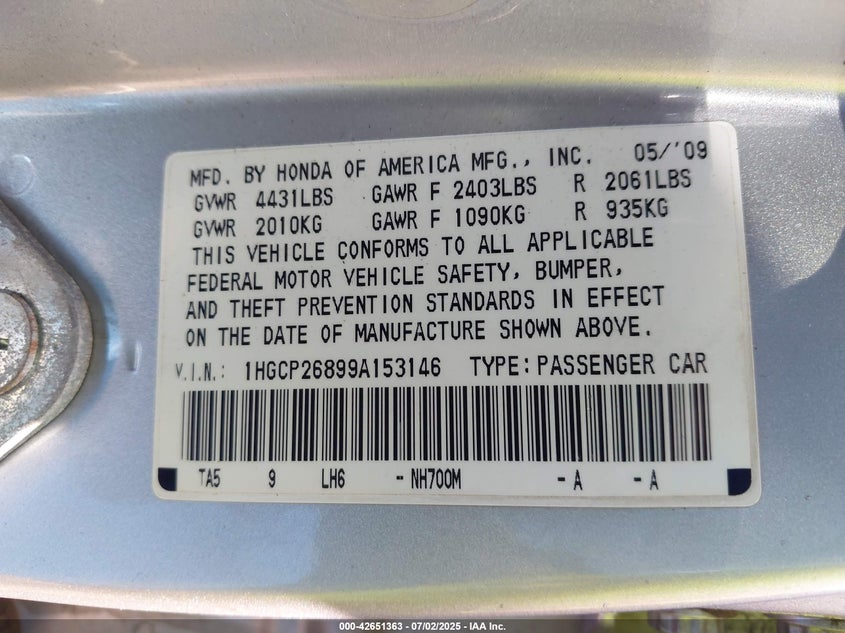 MFD. BY HONDA OF AMERICA MFG., INC. 05/'09
GVWR 4431LBS GAWR F 2403LBS R 2061LBS
GVWR 2010KG GAWR F 1090KG R 935KG
THIS VEHICLE CONFORMS TO ALL APPLICABLE
FEDERAL MOTOR VEHICLE SAFETY, BUMPER,
AND THEFT PREVENTION STANDARDS IN EFFECT
ON THE DATE OF MANUFACTURE SHOWN ABOVE.
V.I.N.: 1HGCP26899A153146 TYPE: PASSENGER CAR
TA5 9 LH6 - NH700M - A - A
000-42651363 - 07/02/2025 - IAA Inc.